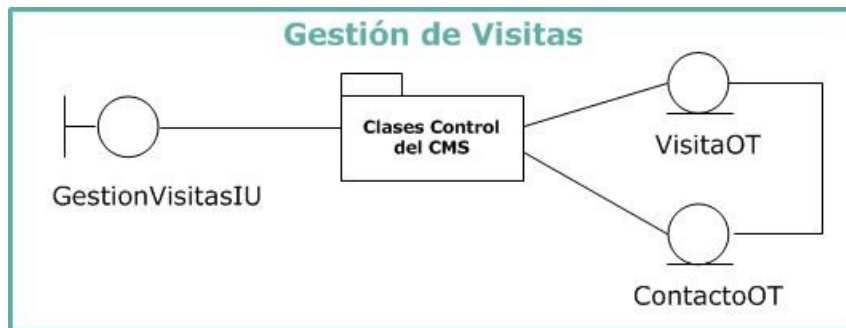 Gestión de Visitas
Clases Control
del CMS
VisitaOT
GestionVisitasIU
ContactoOT